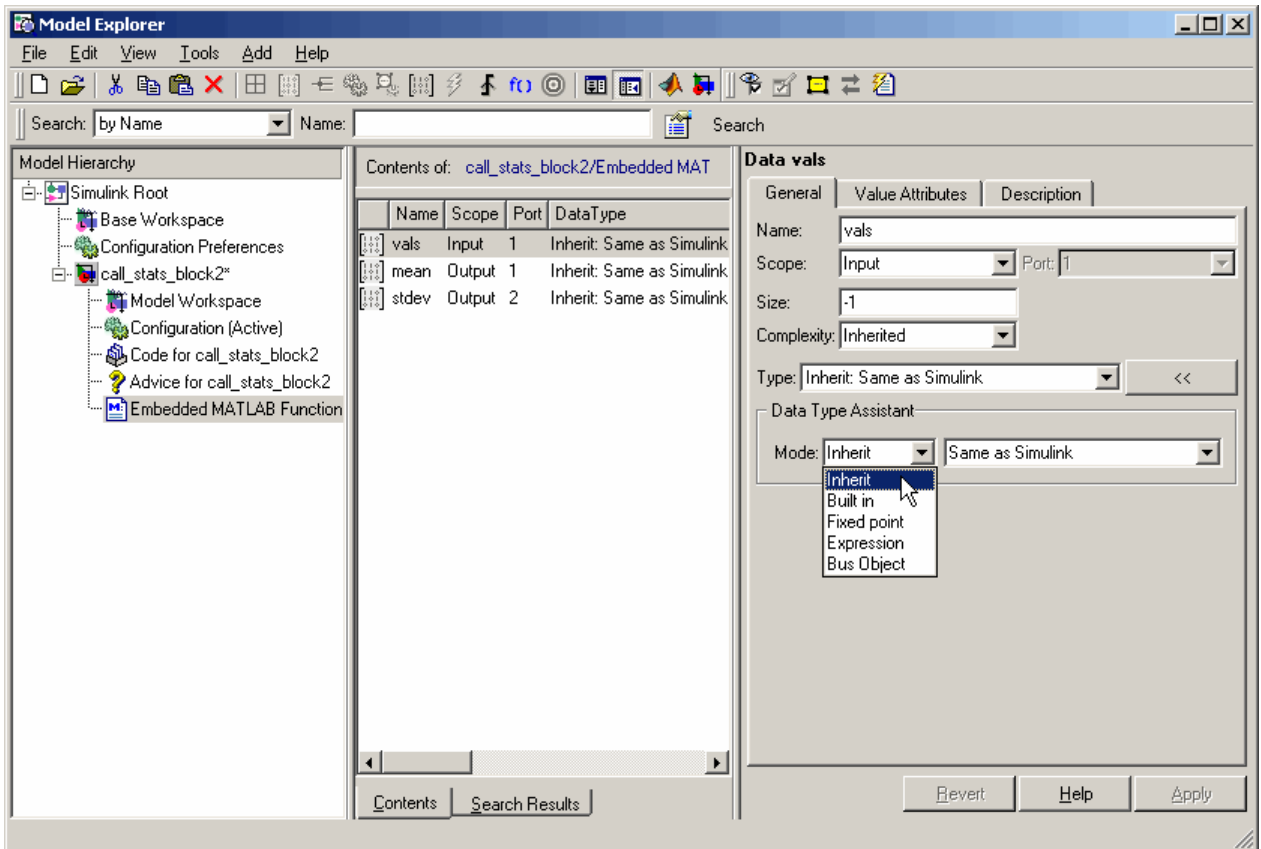 Model Explorer
File Edit View Tools Add Help
f()
Search: by Name Name: Search
Model Hierarchy
Simulink Root
Base Workspace
Configuration Preferences
call_stats_block2*
Model Workspace
Configuration (Active)
Code for call_stats_block2
Advice for call_stats_block2
Embedded MATLAB Function
Contents of: call_stats_block2/Embedded MAT
Name Scope Port DataType
vals Input 1 Inherit: Same as Simulink
mean Output 1 Inherit: Same as Simulink
stdev Output 2 Inherit: Same as Simulink
Contents Search Results
Data vals
General Value Attributes Description
Name: vals
Scope: Input Port: 1
Size: -1
Complexity: Inherited
Type: Inherit: Same as Simulink <<
Data Type Assistant
Mode: Inherit Same as Simulink
Inherit
Built in
Fixed point
Expression
Bus Object
Revert Help Apply